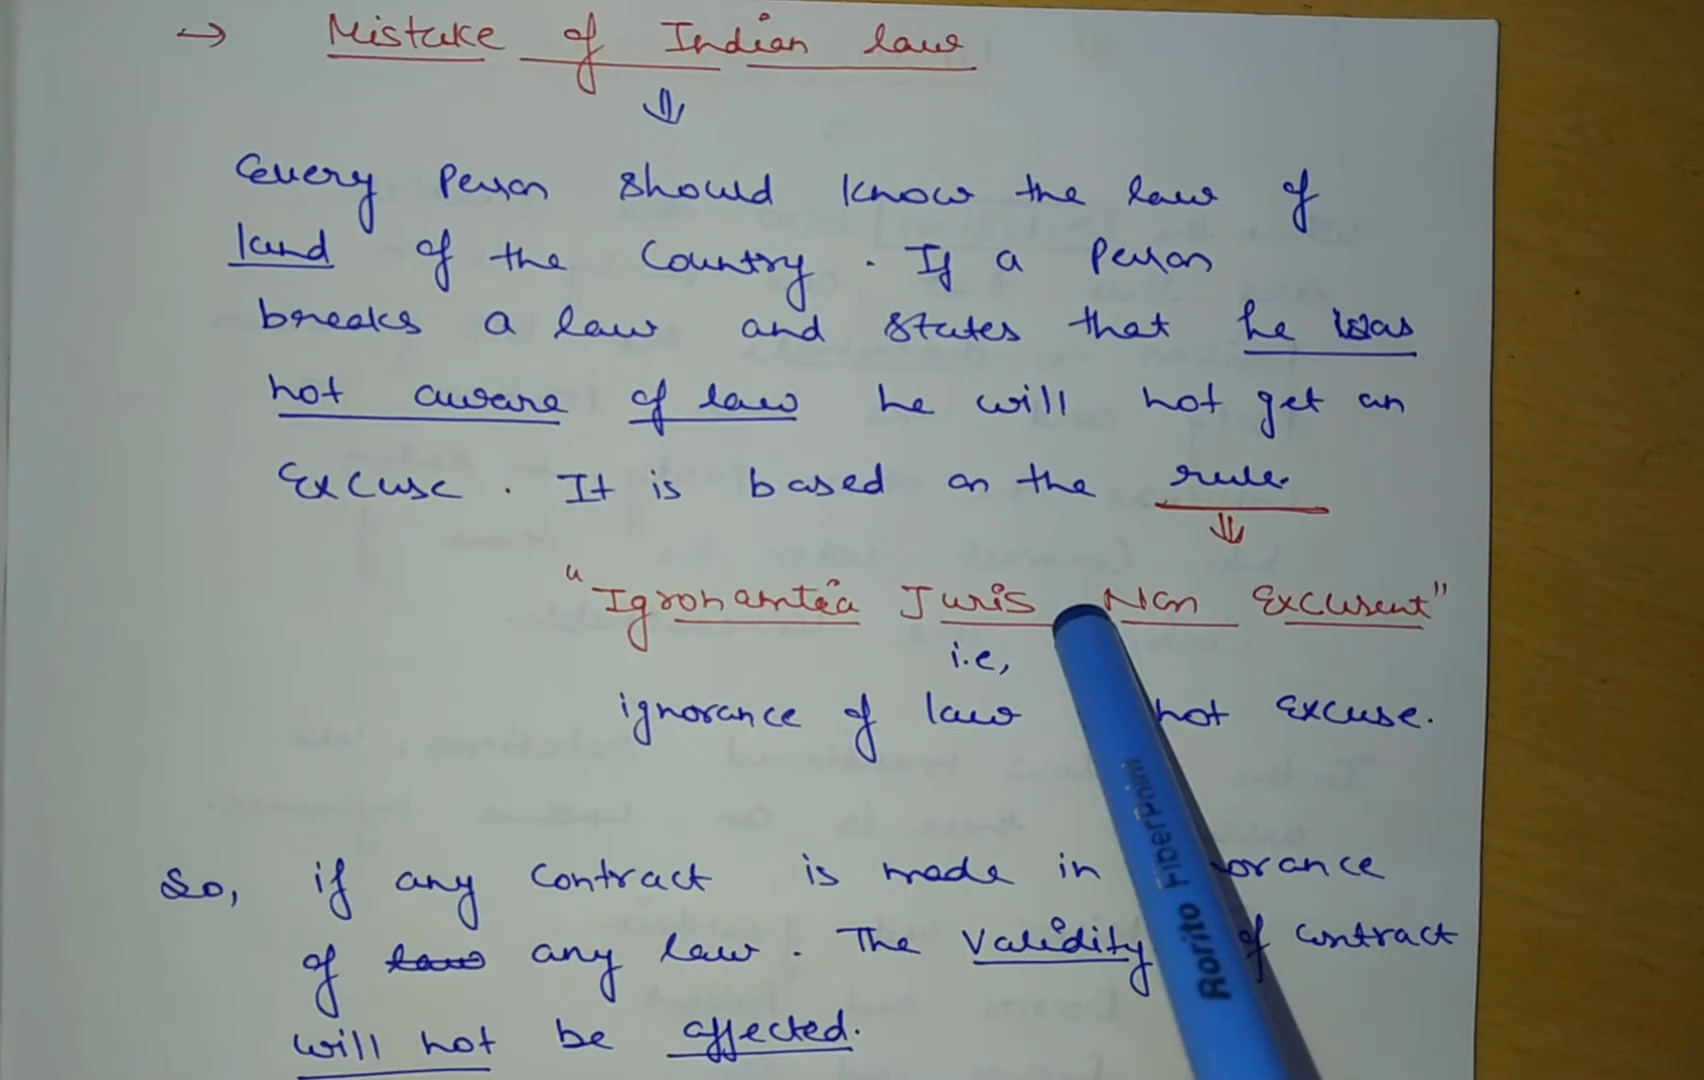 → Mistake of Indian law
Every Person should know the law of
land of the Country. If a Person
breaks a law and states that he was
not aware of law he will not get an
Excuse. It is based on the rule.
"Igronamtia Juris Non Excusent"
i.e,
ignorance of law not Excuse.
So, if any Contract is made in orance
of law any law. The Validity of contract
will not be affected.
Rorito Fiberpoint